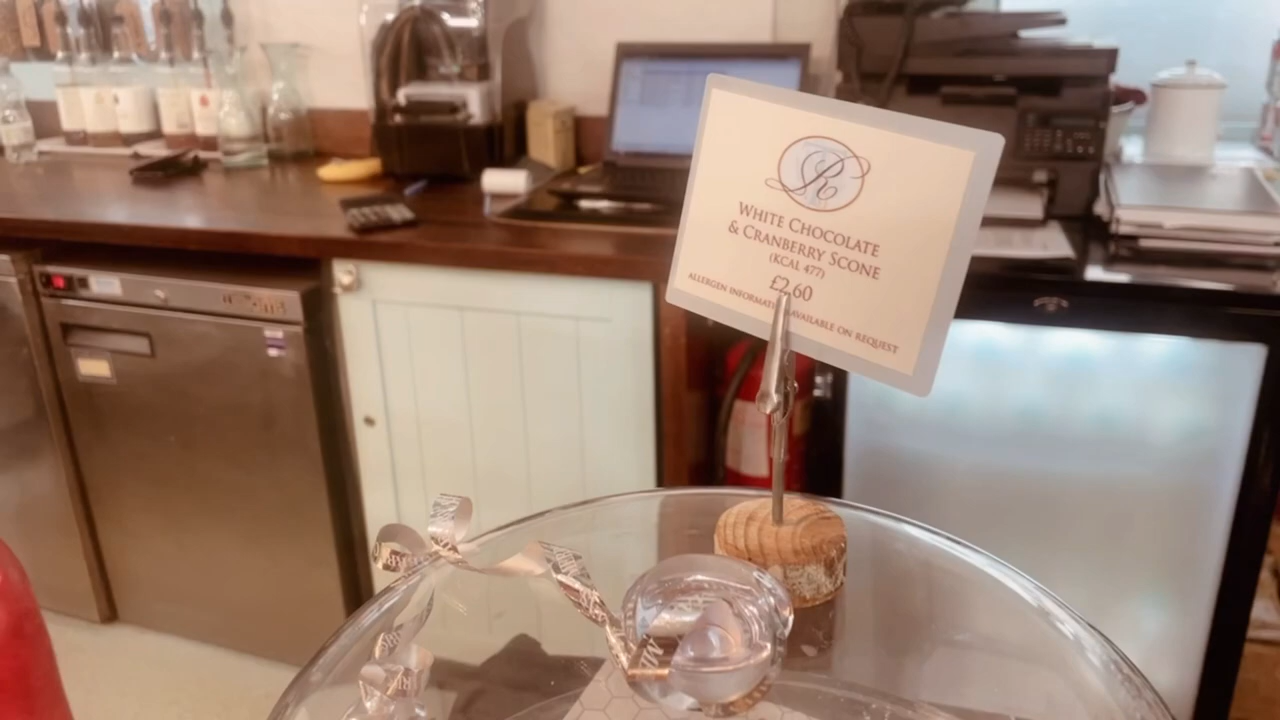 R
WHITE CHOCOLATE
& CRANBERRY SCONE
(KCAL 477)
£2.60
ALLERGEN INFORMATION AVAILABLE ON REQUEST